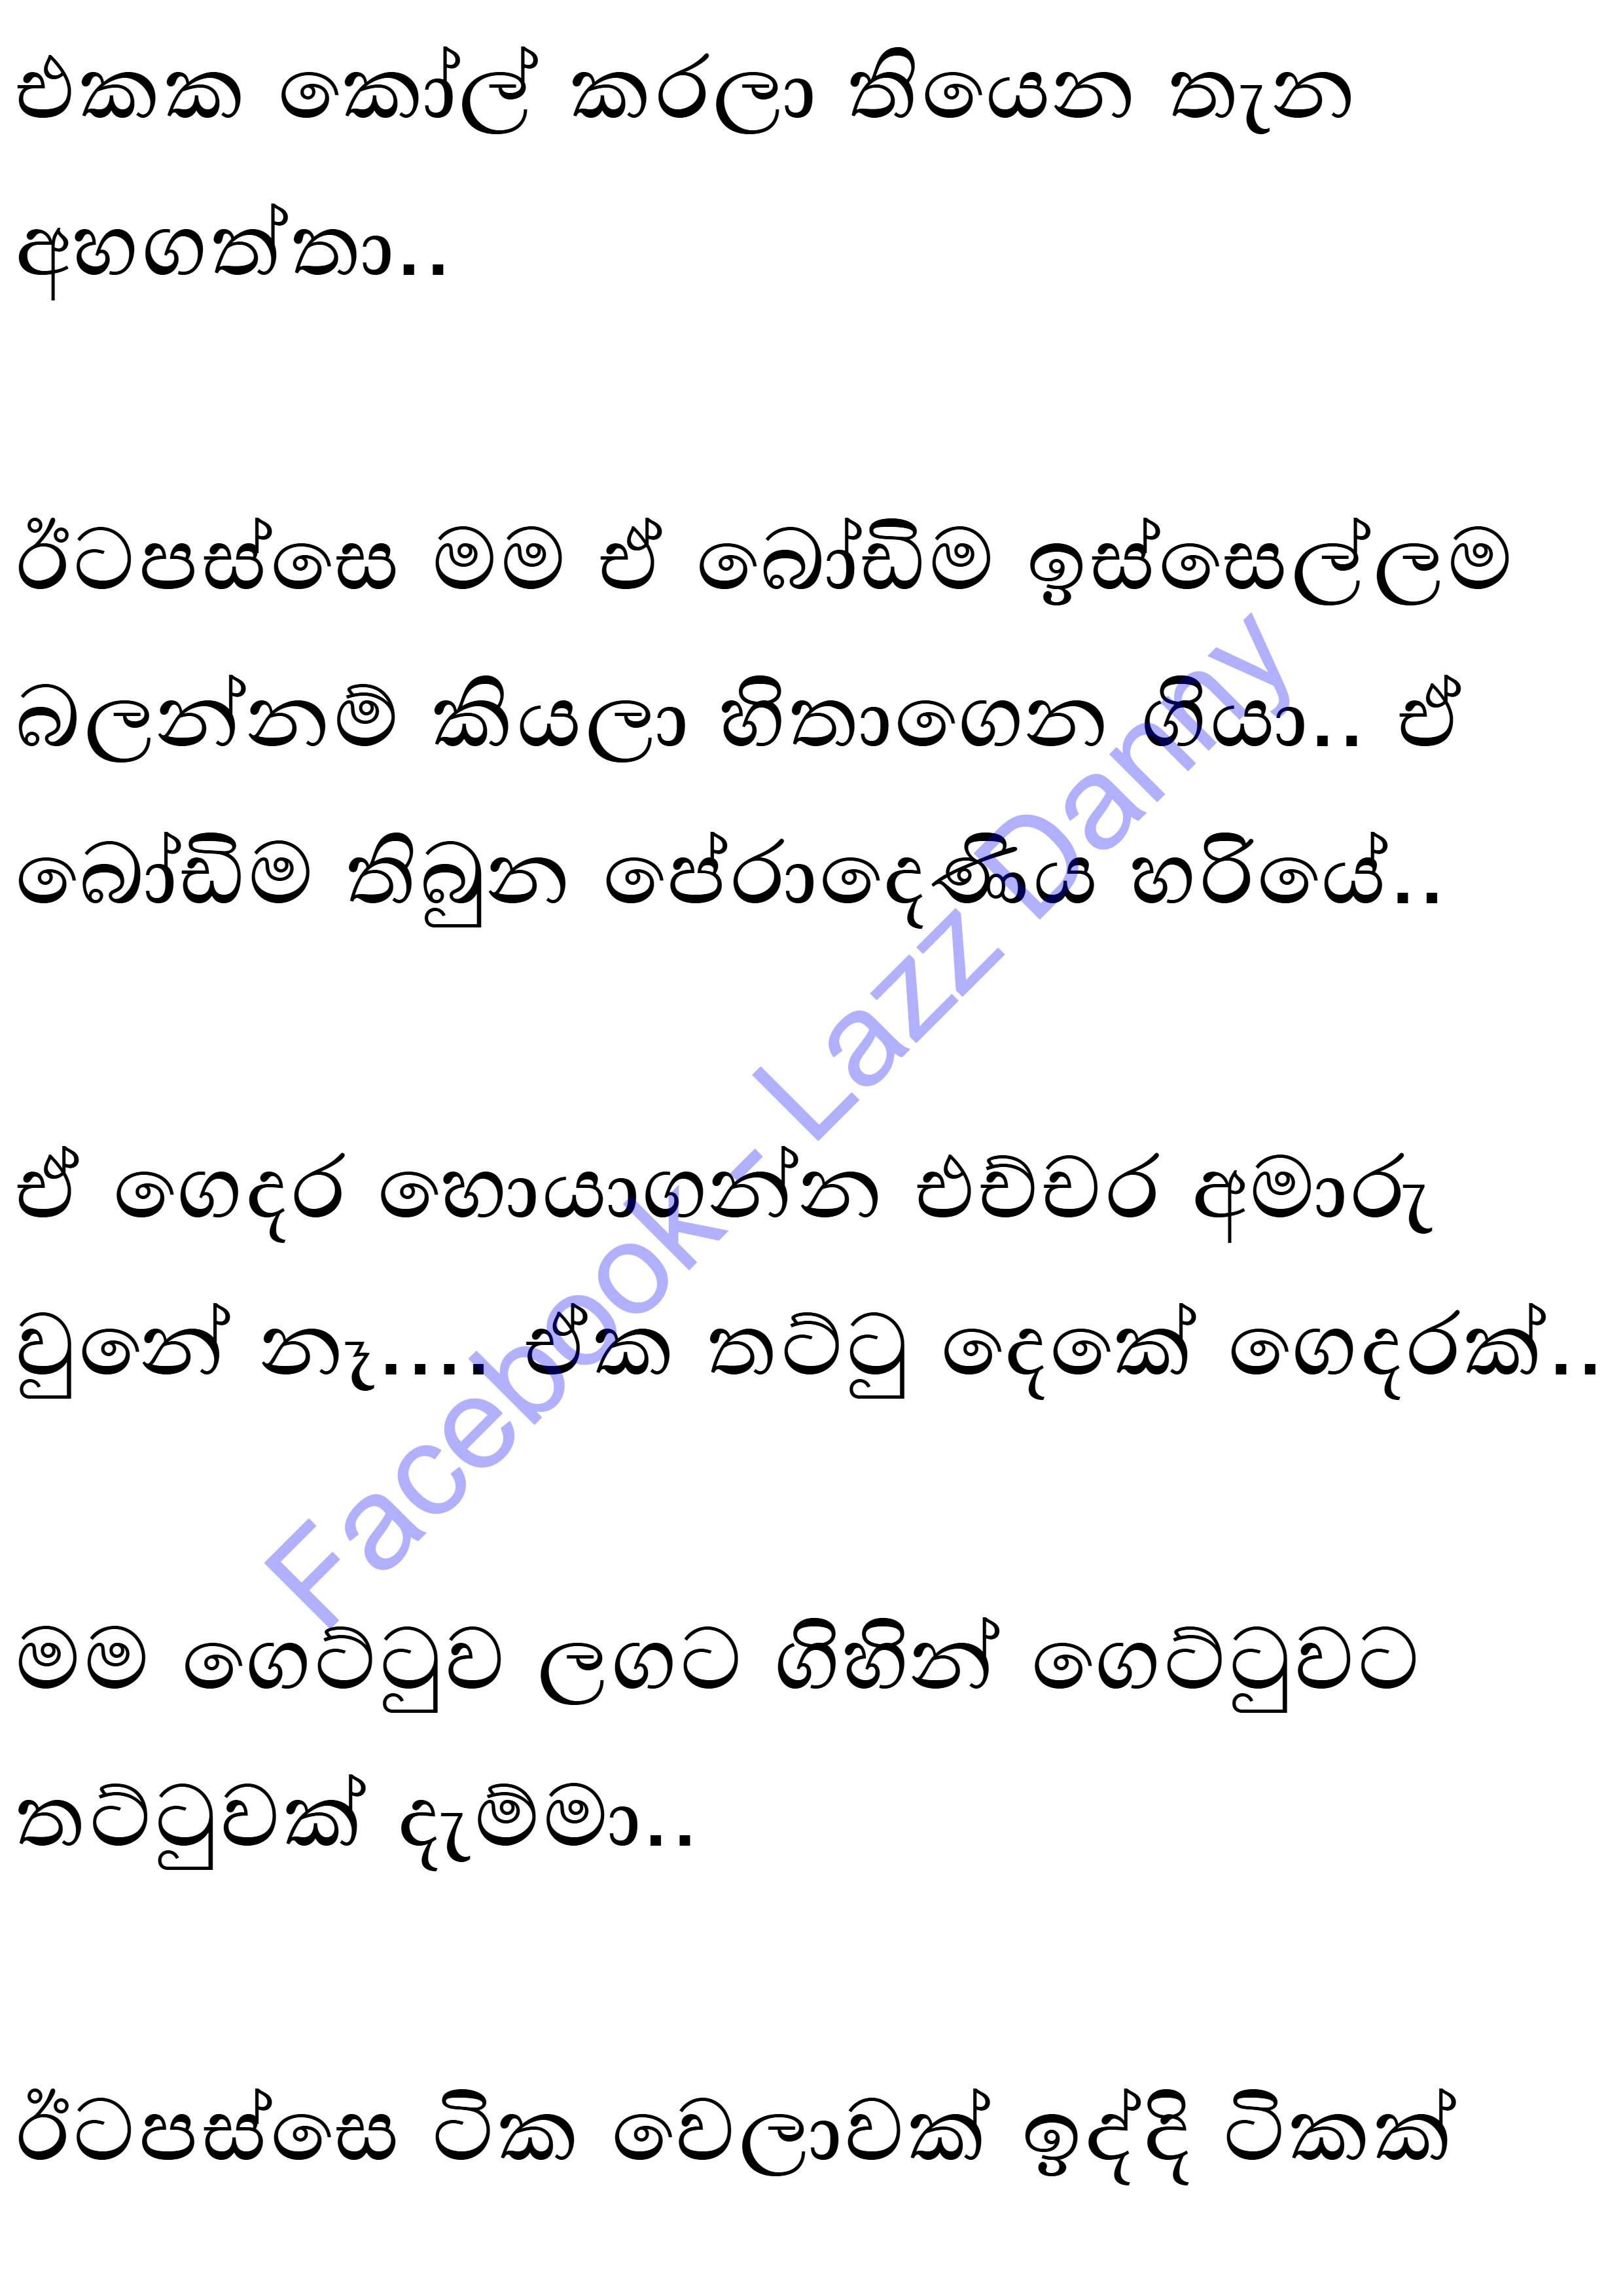 එකක කෝල් කරලා තියෙන තැන
අහගත්තා..
ඊටපස්සෙ මම ඒ බෝඩිම ඉස්සෙල්ලම
බලන්නම් කියලා හිතාගෙන ගියා.. ඒ
බෝඩිම තිබුන පේරාදෙණිය හරියේ..
ඒ ගෙදර හොයාගන්න එච්චර අමාරු
වුනේ නෑ.... ඒක තට්ටු දෙකේ ගෙදරක්..
මම ගෙට්ටුව ලගට ගිහින් ගෙට්ටුවට
තට්ටුවක් දැම්මා..
ඊටපස්සෙ ටික වෙලාවක් ඉද්දි ටිකක්
Facebook - Lazz Damy